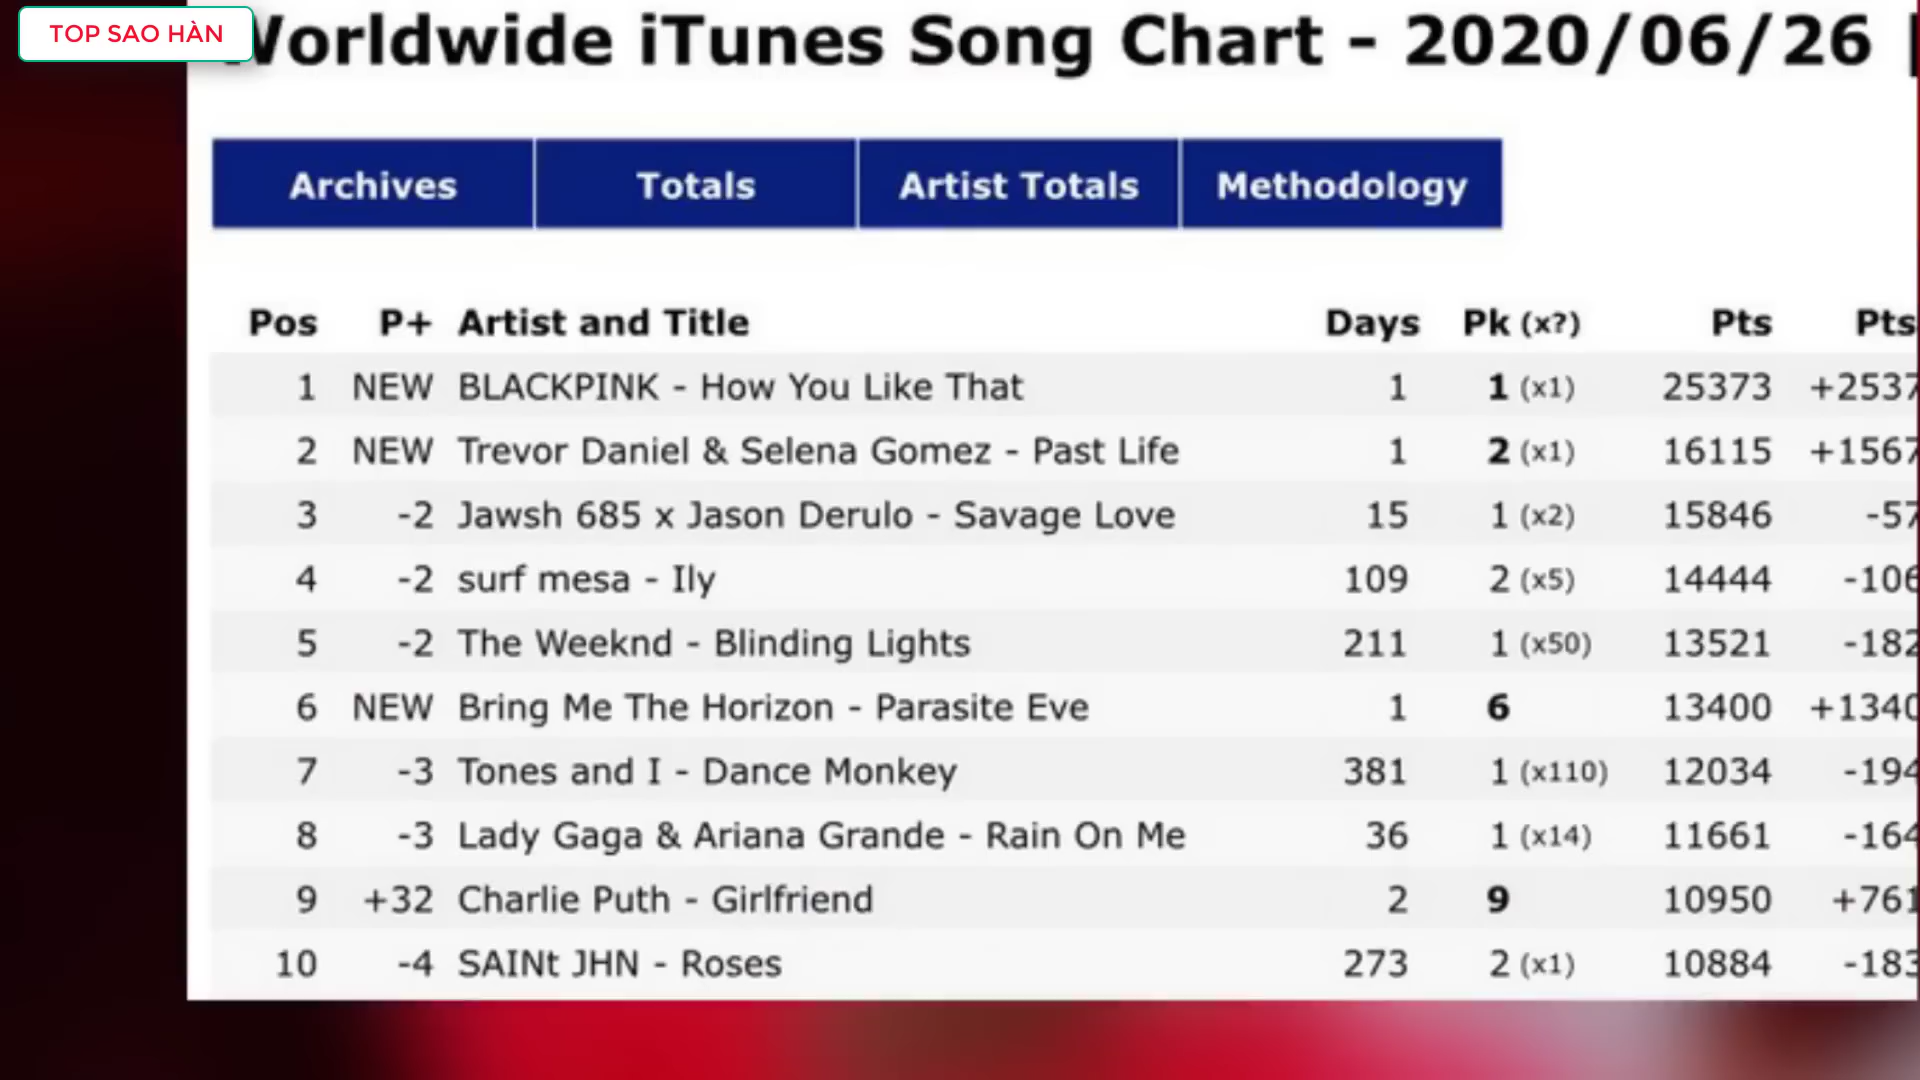 TOP SAO HÀN
Worldwide iTunes Song Chart - 2020/06/26
Archives Totals Artist Totals Methodology
Pos P+ Artist and Title Days Pk (x?) Pts Pts
1 NEW BLACKPINK - How You Like That 1 1 (x1) 25373 +2537
2 NEW Trevor Daniel & Selena Gomez - Past Life 1 2 (x1) 16115 +1567
3 -2 Jawsh 685 x Jason Derulo - Savage Love 15 1 (x2) 15846 -57
4 -2 surf mesa - Ily 109 2 (x5) 14444 -106
5 -2 The Weeknd - Blinding Lights 211 1 (x50) 13521 -182
6 NEW Bring Me The Horizon - Parasite Eve 1 6 13400 +1340
7 -3 Tones and I - Dance Monkey 381 1 (x110) 12034 -194
8 -3 Lady Gaga & Ariana Grande - Rain On Me 36 1 (x14) 11661 -164
9 +32 Charlie Puth - Girlfriend 2 9 10950 +761
10 -4 SAINt JHN - Roses 273 2 (x1) 10884 -183